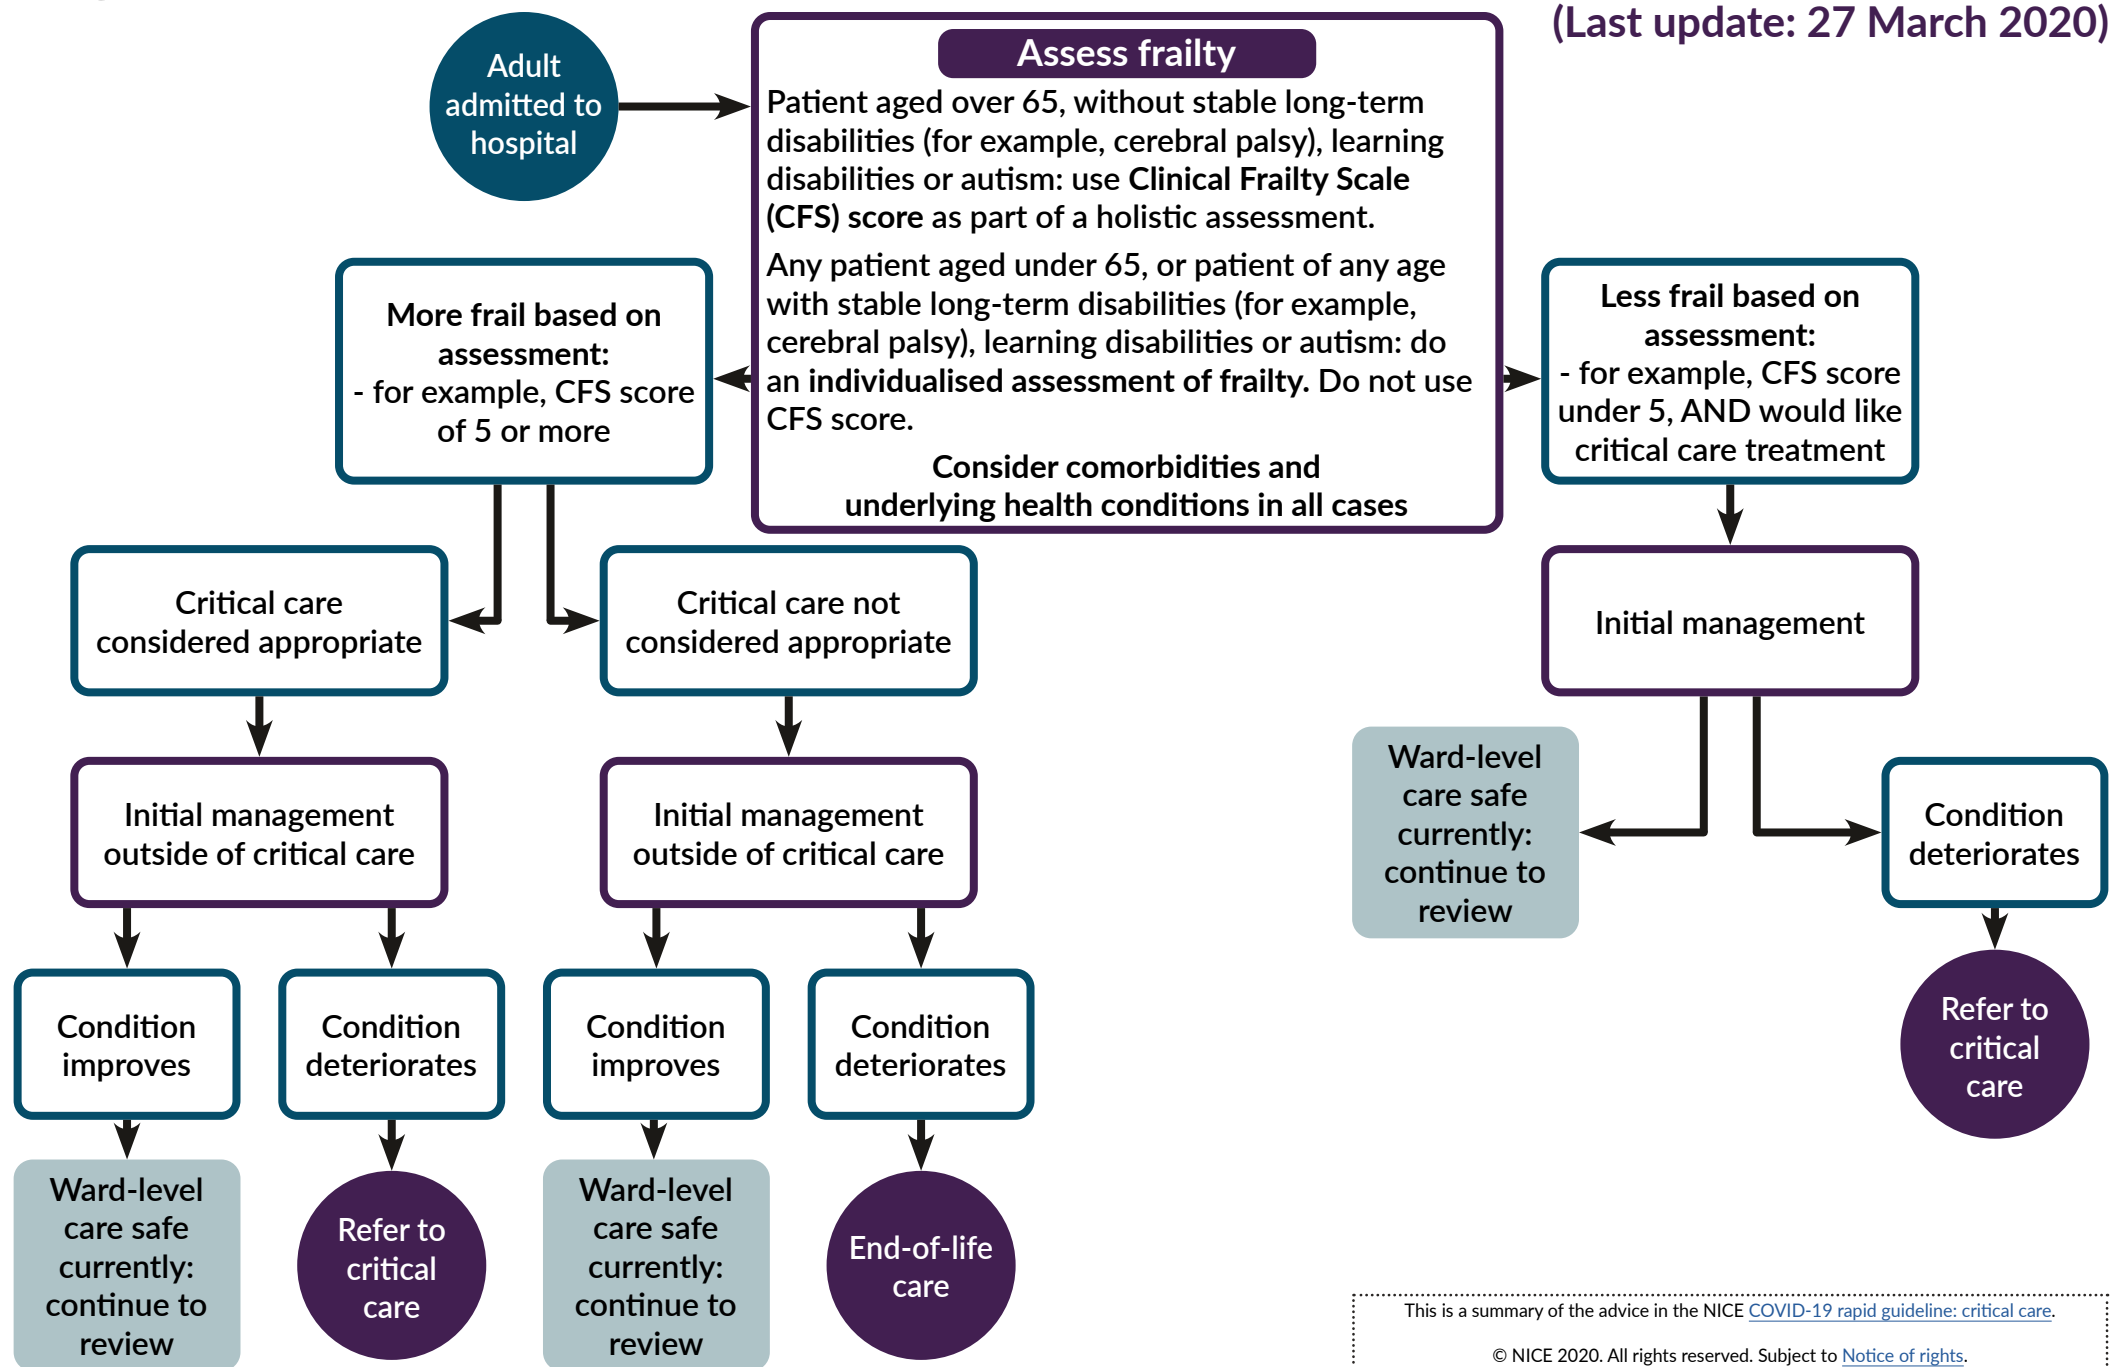 (Last update: 27 March 2020)
Adult
admitted to
hospital
Assess frailty
Patient aged over 65, without stable long-term
disabilities (for example, cerebral palsy), learning
disabilities or autism: use Clinical Frailty Scale
(CFS) score as part of a holistic assessment.
Any patient aged under 65, or patient of any age
with stable long-term disabilities (for example,
cerebral palsy), learning disabilities or autism: do
an individualised assessment of frailty. Do not use
CFS score.
Consider comorbidities and
underlying health conditions in all cases
More frail based on
assessment:
- for example, CFS score
of 5 or more
Less frail based on
assessment:
- for example, CFS score
under 5, AND would like
critical care treatment
Critical care
considered appropriate
Critical care not
considered appropriate
Initial management
Initial management
outside of critical care
Initial management
outside of critical care
Ward-level
care safe
currently:
continue to
review
Condition
deteriorates
Condition
improves
Condition
deteriorates
Condition
improves
Condition
deteriorates
Refer to
critical
care
Ward-level
care safe
currently:
continue to
review
Refer to
critical
care
Ward-level
care safe
currently:
continue to
review
End-of-life
care
This is a summary of the advice in the NICE COVID-19 rapid guideline: critical care.
© NICE 2020. All rights reserved. Subject to Notice of rights.